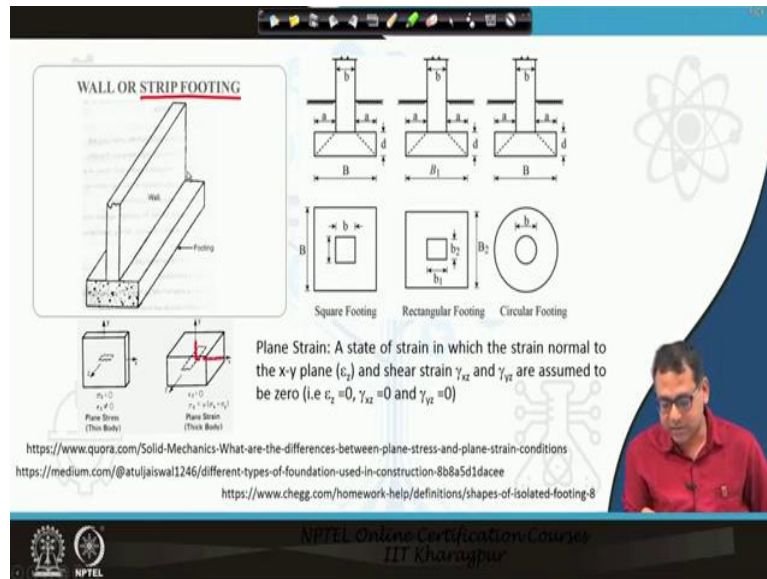 WALL OR STRIP FOOTING
Wall
Footing
b
b
b
a
a
a
a
a
a
d
d
d
B
B₁
B
b
B
b₂
b₁
B₂
b
Square Footing
Rectangular Footing
Circular Footing
y
x
z
Plane Stress
(Thin Body)
y
x
z
Plane Strain
(Thick Body)
Plane Strain: A state of strain in which the strain normal to
the x-y plane (εz) and shear strain γxz and γyz are assumed to
be zero (i.e εz =0, γxz =0 and γyz =0)
https://www.quora.com/Solid-Mechanics-What-are-the-differences-between-plane-stress-and-plane-strain-conditions
https://medium.com/@atuljaiswal1246/different-types-of-foundation-used-in-construction-8b8a5d1dacee
https://www.chegg.com/homework-help/definitions/shapes-of-isolated-footing-8
NPTEL Online Certification Courses
IIT Kharagpur
NPTEL